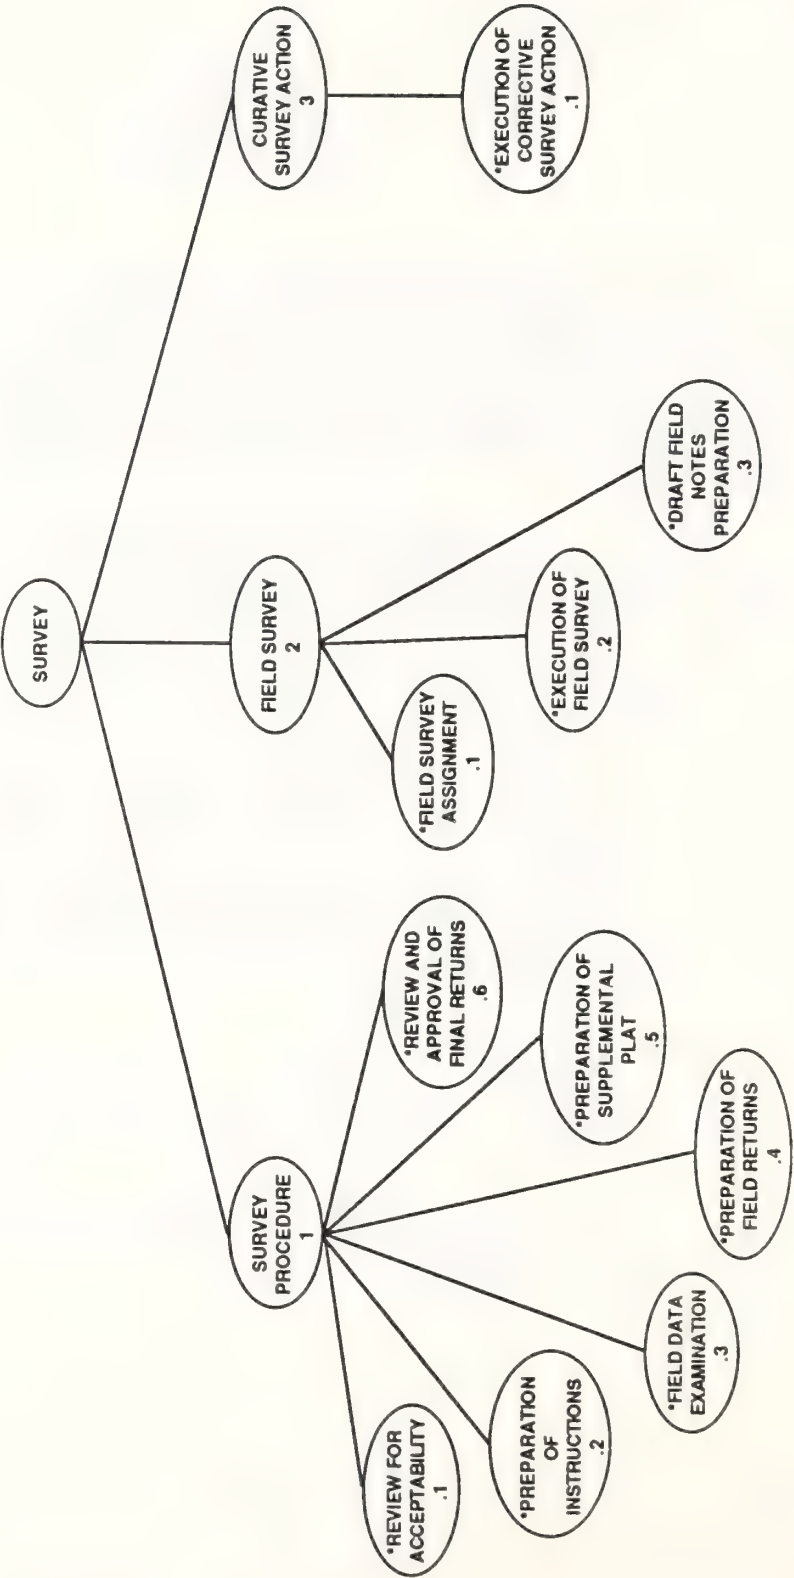 SURVEY
SURVEY
PROCEDURE
1
FIELD SURVEY
2
CURATIVE
SURVEY ACTION
3
*REVIEW FOR
ACCEPTABILITY
.1
*PREPARATION
OF
INSTRUCTIONS
.2
*FIELD DATA
EXAMINATION
.3
*PREPARATION OF
FIELD RETURNS
.4
*PREPARATION OF
SUPPLEMENTAL
PLAT
.5
*REVIEW AND
APPROVAL OF
FINAL RETURNS
.6
*FIELD SURVEY
ASSIGNMENT
.1
*EXECUTION OF
FIELD SURVEY
.2
*DRAFT FIELD
NOTES
PREPARATION
.3
*EXECUTION OF
CORRECTIVE
SURVEY ACTION
.1